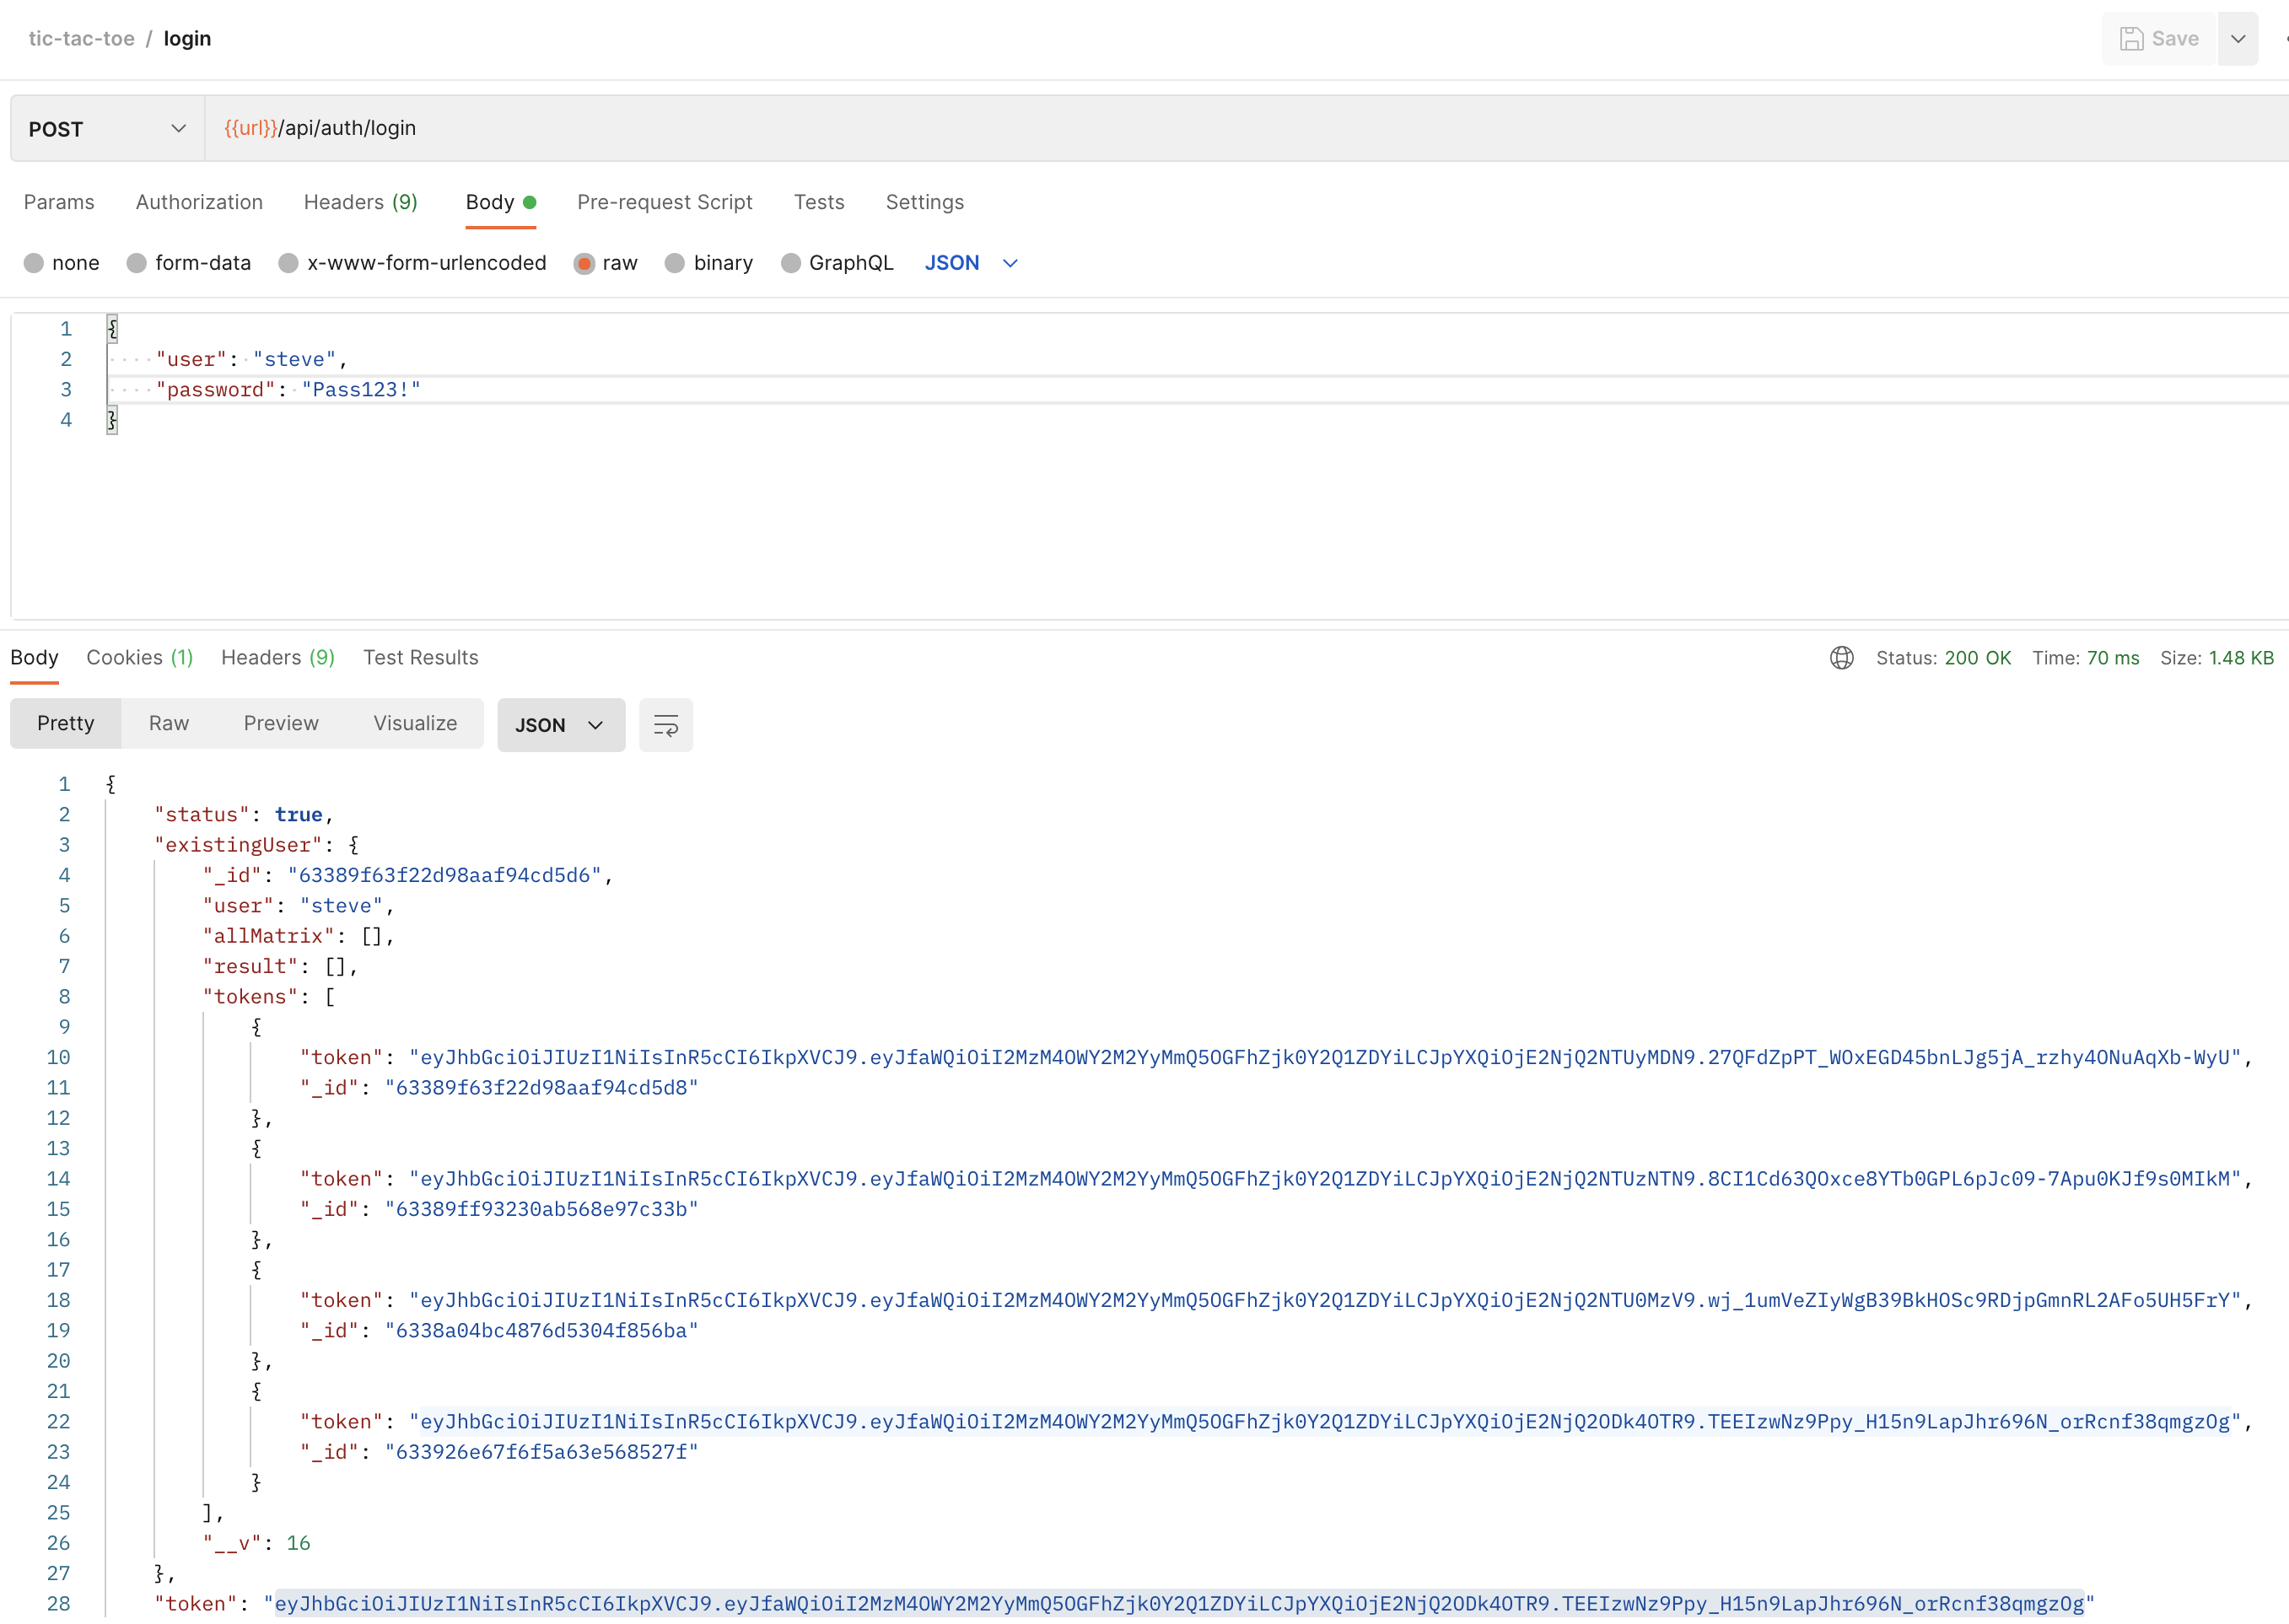 tic-tac-toe / login
Save
POST {{url}}/api/auth/login
Params Authorization Headers (9) Body Pre-request Script Tests Settings
none form-data x-www-form-urlencoded raw binary GraphQL JSON
1 {
2 "user": "steve",
3 "password": "Pass123!"
4 }
Body Cookies (1) Headers (9) Test Results Status: 200 OK Time: 70 ms Size: 1.48 KB
Pretty Raw Preview Visualize JSON
1 {
2 "status": true,
3 "existingUser": {
4 "_id": "63389f63f22d98aaf94cd5d6",
5 "user": "steve",
6 "allMatrix": [],
7 "result": [],
8 "tokens": [
9 {
10 "token": "eyJhbGciOiJIUzI1NiIsInR5cCI6IkpXVCJ9.eyJfaWQiOiI2MzM4OWY2M2YyMmQ5OGFhZjk0Y2Q1ZDYiLCJpYXQiOjE2NjQ2NTUyMDN9.27QFdZpPT_WOxEGD45bnLJg5jA_rzhy4ONuAqXb-WyU",
11 "_id": "63389f63f22d98aaf94cd5d8"
12 },
13 {
14 "token": "eyJhbGciOiJIUzI1NiIsInR5cCI6IkpXVCJ9.eyJfaWQiOiI2MzM4OWY2M2YyMmQ5OGFhZjk0Y2Q1ZDYiLCJpYXQiOjE2NjQ2NTUzNTN9.8CI1Cd63QOxce8YTb0GPL6pJc09-7Apu0KJf9s0MIkM",
15 "_id": "63389ff93230ab568e97c33b"
16 },
17 {
18 "token": "eyJhbGciOiJIUzI1NiIsInR5cCI6IkpXVCJ9.eyJfaWQiOiI2MzM4OWY2M2YyMmQ5OGFhZjk0Y2Q1ZDYiLCJpYXQiOjE2NjQ2NTU0MzV9.wj_1umVeZIyWgB39BkHOSc9RDjpGmnRL2AFo5UH5FrY",
19 "_id": "6338a04bc4876d5304f856ba"
20 },
21 {
22 "token": "eyJhbGciOiJIUzI1NiIsInR5cCI6IkpXVCJ9.eyJfaWQiOiI2MzM4OWY2M2YyMmQ5OGFhZjk0Y2Q1ZDYiLCJpYXQiOjE2NjQ2ODk4OTR9.TEEIzwNz9Ppy_H15n9LapJhr696N_orRcnf38qmgzOg",
23 "_id": "633926e67f6f5a63e568527f"
24 }
25 ],
26 "__v": 16
27 },
28 "token": "eyJhbGciOiJIUzI1NiIsInR5cCI6IkpXVCJ9.eyJfaWQiOiI2MzM4OWY2M2YyMmQ5OGFhZjk0Y2Q1ZDYiLCJpYXQiOjE2NjQ2ODk4OTR9.TEEIzwNz9Ppy_H15n9LapJhr696N_orRcnf38qmgzOg"